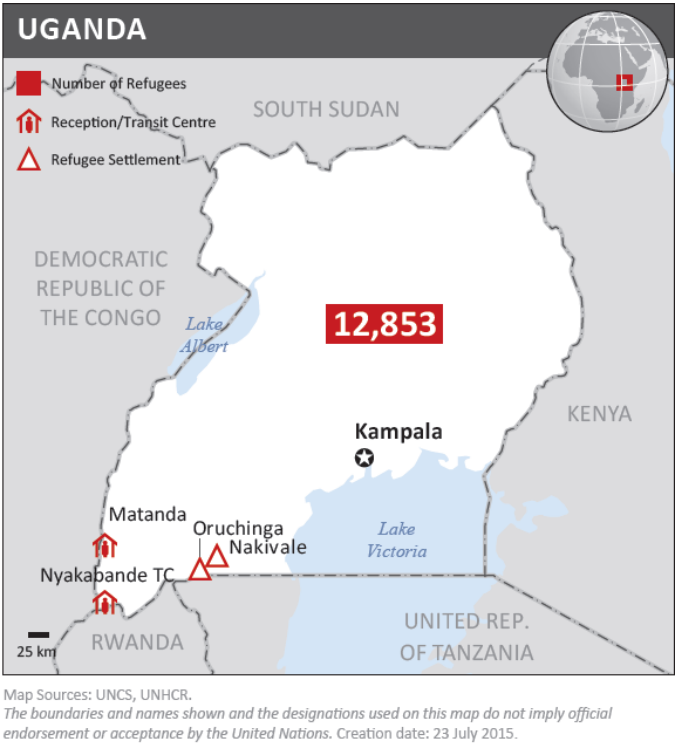 UGANDA
Number of Refugees
Reception/Transit Centre
Refugee Settlement
SOUTH SUDAN
DEMOCRATIC
REPUBLIC OF
THE CONGO
Lake
Albert
12,853
KENYA
Kampala
Matanda
Oruchinga
Nakivale
Lake
Victoria
Nyakabande TC
25 km
RWANDA
UNITED REP.
OF TANZANIA
Map Sources: UNCS, UNHCR.
The boundaries and names shown and the designations used on this map do not imply official
endorsement or acceptance by the United Nations. Creation date: 23 July 2015.